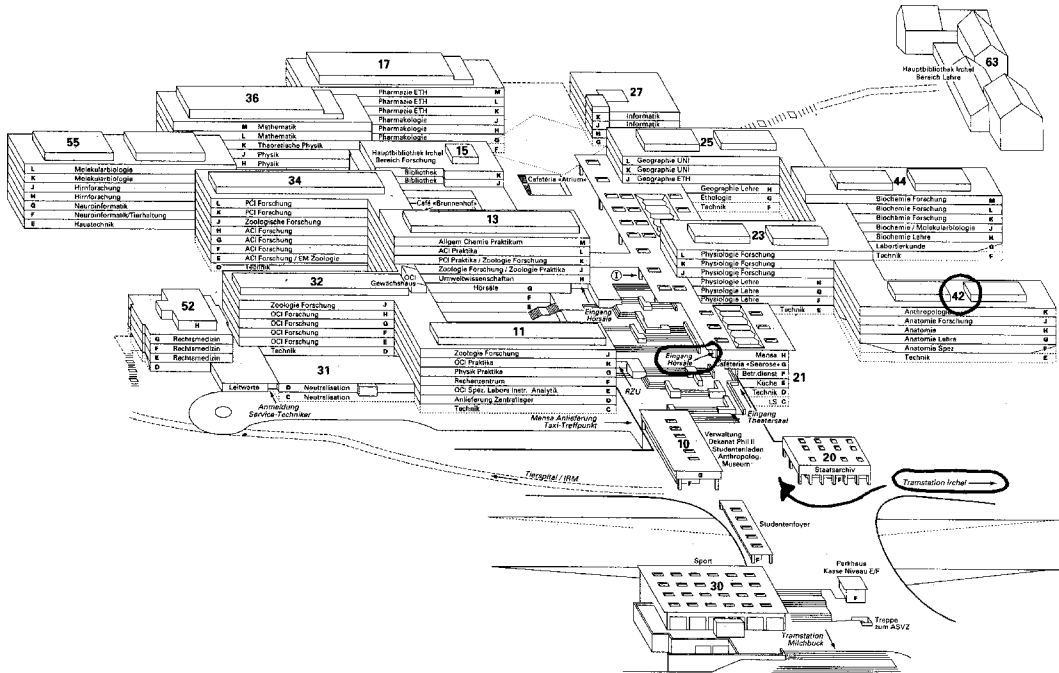 17
Pharmazie ETH M
Pharmazie ETH L
Pharmazie ETH K
Pharmakologie J
Pharmakologie H
Pharmakologie G
F
36
M Mathematik
L Mathematik
K Theoretische Physik
J Physik
H Physik
15
Hauptbibliothek Irchel
Bereich Forschung
Bibliothek K
Bibliothek J
Café «Brunnenhof»
Cafetéria «Atrium»
27
K Informatik
J Informatik
H
G
F
63
Hauptbibliothek Irchel
Bereich Lehre
55
L Molekularbiologie
K Molekularbiologie
J Hirnforschung
H Hirnforschung
G Neuroinformatik
F Neuroinformatik/Tierhaltung
E Haustechnik
34
L PCI Forschung
K PCI Forschung
J Zoologische Forschung
H ACI Forschung
G ACI Forschung
F ACI Forschung
E ACI Forschung / EM Zoologie
D Technik
13
Allgem Chemie Praktikum M
ACI Praktika L
PCI Praktika / Zoologie Forschung K
Zoologie Forschung / Zoologie Praktika J
Umweltwissenschaften H
Hörsäle G
F
E
OCI
Gewächshaus
25
L Geographie UNI
K Geographie UNI
J Geographie ETH
Geographie Lehre H
Ethologie G
Technik F
44
Biochemie Forschung M
Biochemie Forschung L
Biochemie Forschung K
Biochemie / Molekularbiologie J
Biochemie Lehre H
Labortierkunde G
Technik F
23
L Physiologie Forschung
K Physiologie Forschung
J Physiologie Forschung
Physiologie Lehre H
Physiologie Lehre G
Physiologie Lehre F
Technik E
42
Anthropologie K
Anatomie Forschung J
Anatomie H
Anatomie Lehre G
Anatomie Spez F
Technik E
32
Zoologie Forschung J
OCI Forschung H
OCI Forschung G
OCI Forschung F
OCI Forschung E
Technik D
52
H
G Rechtsmedizin
F Rechtsmedizin
E Rechtsmedizin
D
31
Leitwarte
D Neutralisation
C Neutralisation
Anmeldung
Service-Techniker
11
Zoologie Forschung J
OCI Praktika H
Physik Praktika G
Rechenzentrum F
OCI Spez. Labors Instr. Analytik E
Anlieferung Zentrallager D
Technik C
I
Eingang
Hörsäle
Eingang
Hörsäle
RZU
Mensa H
Cafetéria «Seerose» G
Betr.dienst F
Küche E
Technik D
LS C
21
Eingang
Theatersaal
Mensa Anlieferung
Taxi-Treffpunkt
10
G
F
Verwaltung
Dekanat Phil II
Studentenladen
Anthropolog.
Museum
20
Staatsarchiv
F
Tramstation Irchel
Tierspital / IRM
Studentenfoyer
F
Sport
30
Parkhaus
Kasse Niveau E/F
F
Treppe
zum ASVZ
Tramstation
Milchbuck